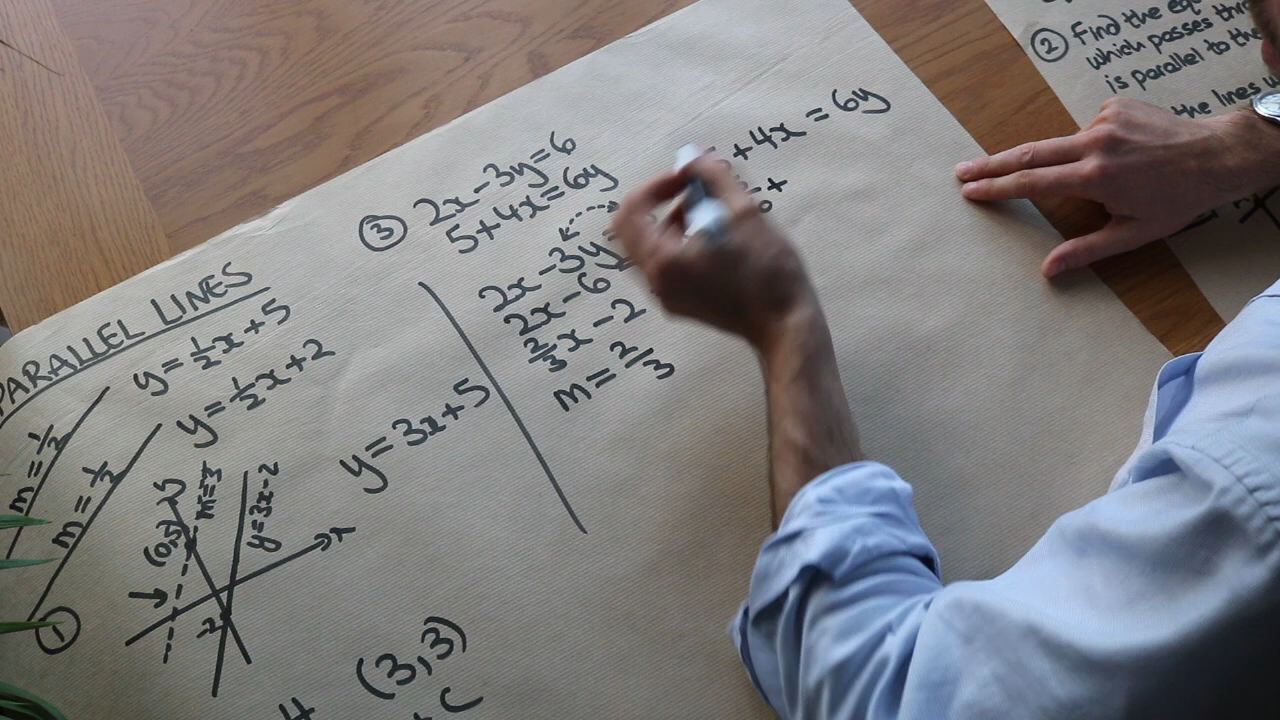 PARALLEL LINES
y = 1/2x + 5
y = 1/2x + 2
m = 1/2
m = 1/2
①
(0,5)
y
m=3
y=3x-2
x
-2
y = 3x + 5
(3,3)
+ C
③ 2x - 3y = 6
5 + 4x = 6y
2x - 3y
2x - 6
2/3x - 2
m = 2/3
+ 4x = 6y
+
② Find the eq
which passes thr
is parallel to the
the lines